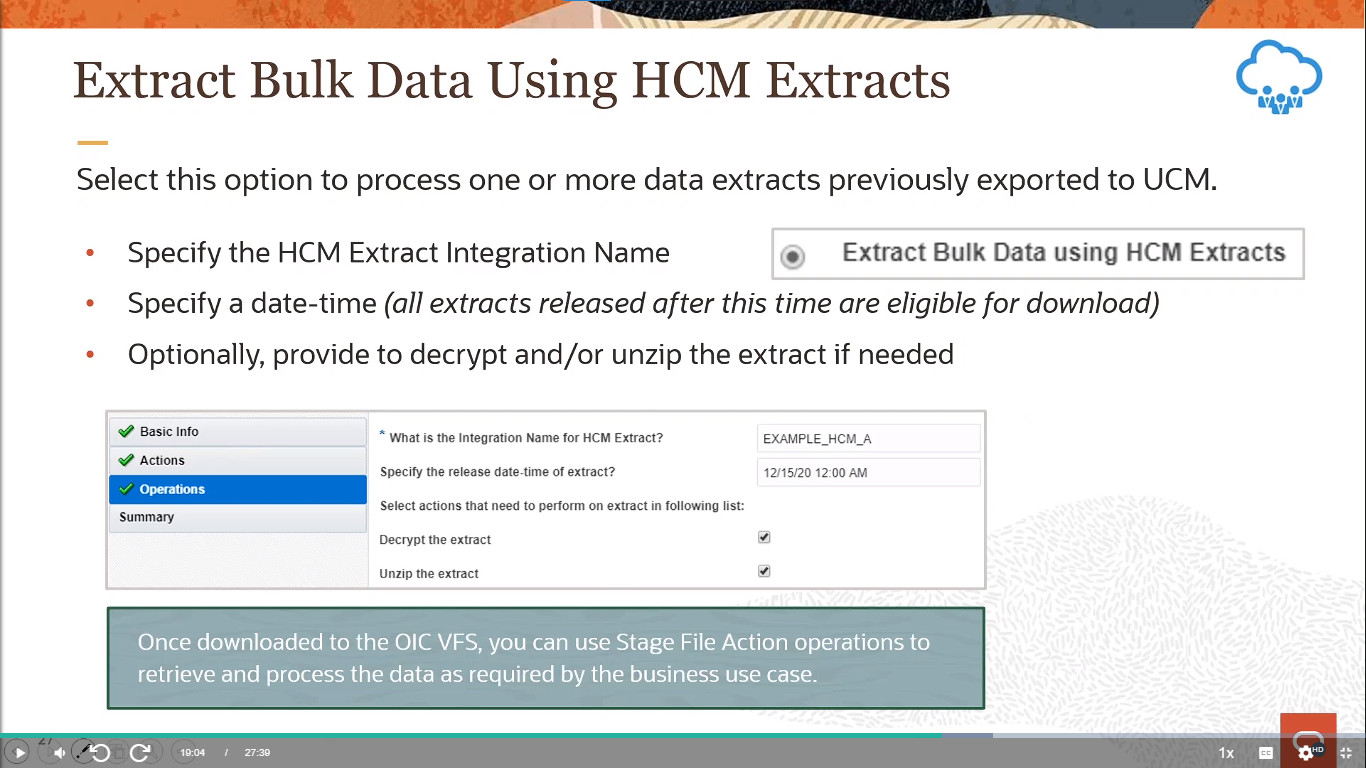 Extract Bulk Data Using HCM Extracts
Select this option to process one or more data extracts previously exported to UCM.
• Specify the HCM Extract Integration Name
Extract Bulk Data using HCM Extracts
• Specify a date-time (all extracts released after this time are eligible for download)
• Optionally, provide to decrypt and/or unzip the extract if needed
Basic Info
Actions
Operations
Summary
* What is the Integration Name for HCM Extract?
EXAMPLE_HCM_A
Specify the release date-time of extract?
12/15/20 12:00 AM
Select actions that need to perform on extract in following list:
Decrypt the extract
Unzip the extract
Once downloaded to the OIC VFS, you can use Stage File Action operations to
retrieve and process the data as required by the business use case.
19:04 / 27:39
1x
CC
HD